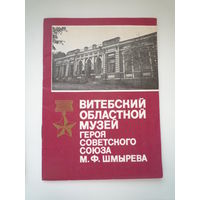 ВИТЕБСКИЙ
ОБЛАСТНОЙ
МУЗЕЙ
ГЕРОЯ
СОВЕТСКОГО
СОЮЗА
М.Ф. ШМЫРЕВА